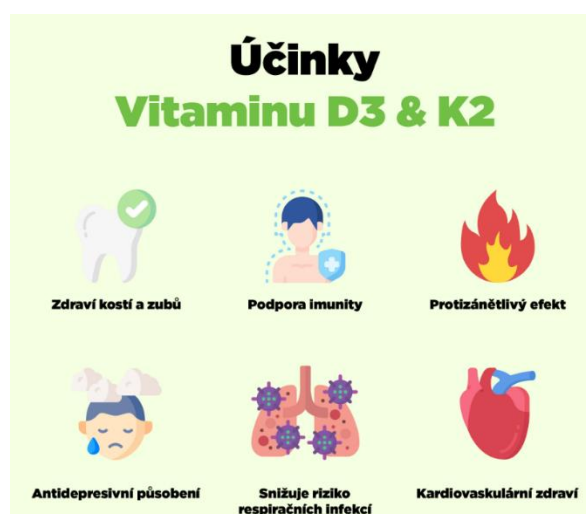 Účinky
Vitaminu D3 & K2
Zdraví kostí a zubů
Podpora imunity
Protizánětlivý efekt
Antidepresivní působení
Snižuje riziko
respiračních infekcí
Kardiovaskulární zdraví